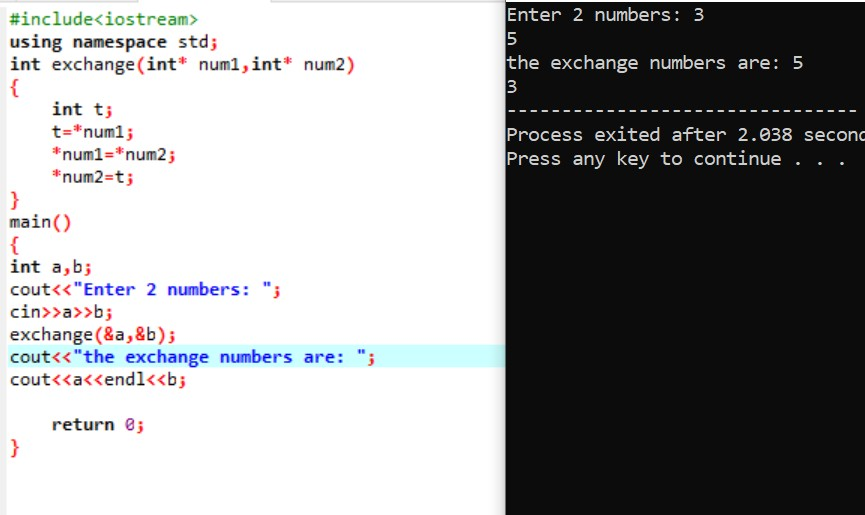 #include<iostream>
using namespace std;
int exchange(int* num1,int* num2)
{
    int t;
    t=*num1;
    *num1=*num2;
    *num2=t;
}
main()
{
int a,b;
cout<<"Enter 2 numbers: ";
cin>>a>>b;
exchange(&a,&b);
cout<<"the exchange numbers are: ";
cout<<a<<endl<<b;
    return 0;
}
Enter 2 numbers: 3
5
the exchange numbers are: 5
3
--------------------------------
Process exited after 2.038 secon
Press any key to continue . . .